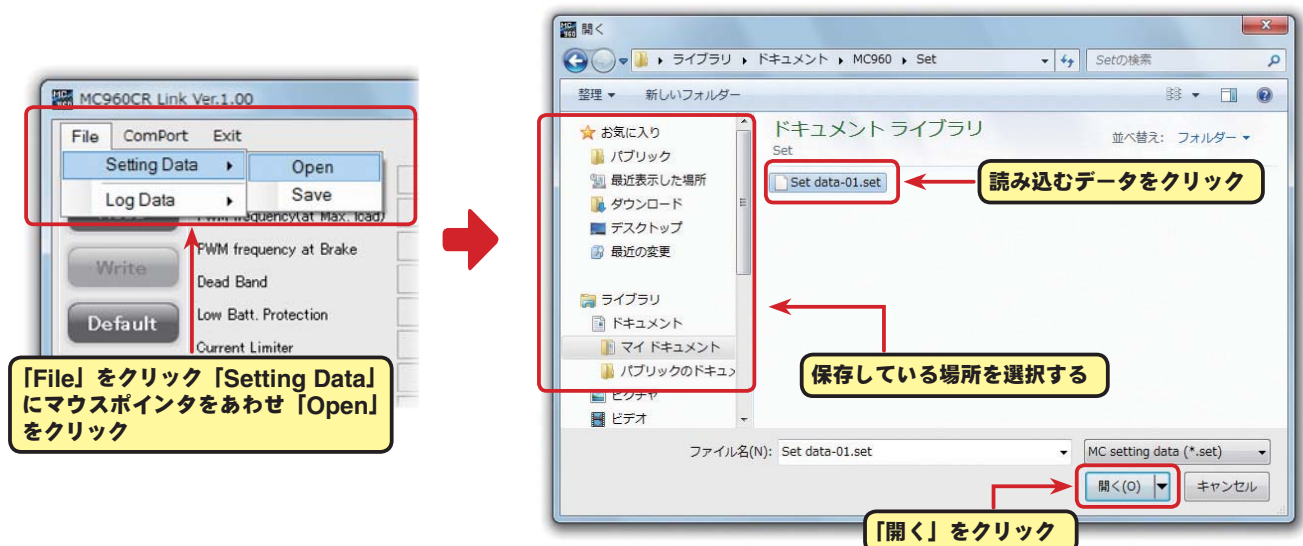 MC960CR Link Ver.1.00
File ComPort Exit
Setting Data
Open
Log Data
Save
PWM frequency(at Max. load)
PWM frequency at Brake
Write
Dead Band
Default
Low Batt. Protection
Current Limiter
「File」をクリック「Setting Data」
にマウスポインタをあわせ「Open」
をクリック
開く
ライブラリ ドキュメント MC960 Set
Setの検索
整理 新しいフォルダー
お気に入り
パブリック
最近表示した場所
ダウンロード
デスクトップ
最近の変更
ライブラリ
ドキュメント
マイ ドキュメント
パブリックのドキュ
ピクチャ
ビデオ
ドキュメント ライブラリ
Set
並べ替え: フォルダー
Set data-01.set
読み込むデータをクリック
保存している場所を選択する
ファイル名(N): Set data-01.set
MC setting data (*.set)
開く(O) キャンセル
「開く」をクリック